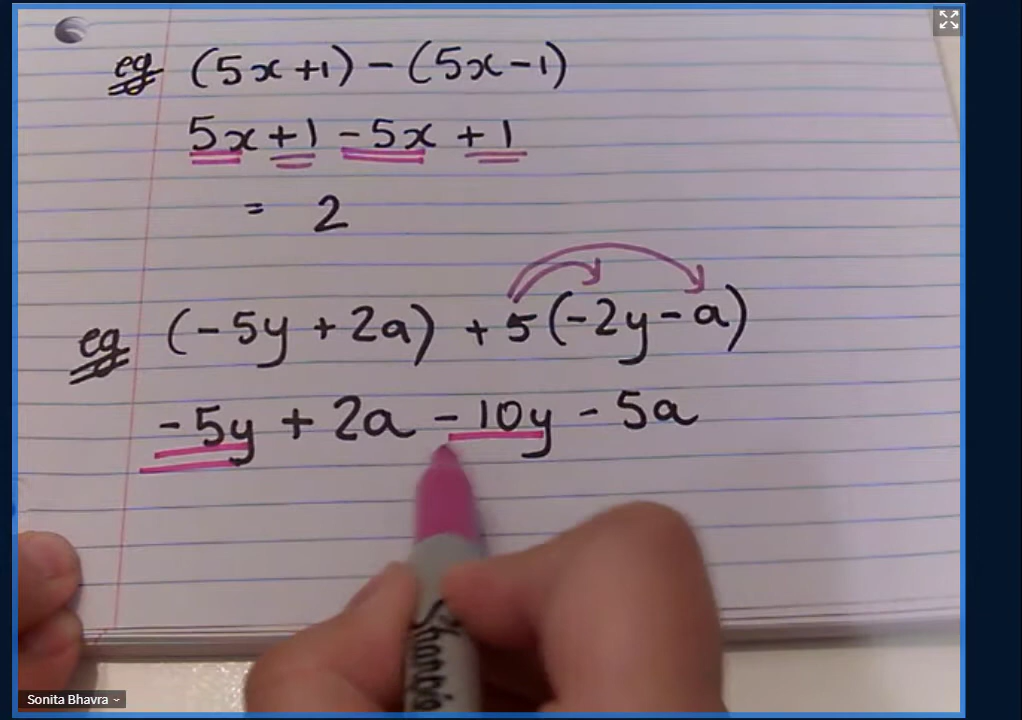 eg (5x+1) - (5x-1)
5x +1 -5x +1
= 2
eg (-5y + 2a) + 5(-2y-a)
-5y + 2a -10y - 5a
Sharpie
Sonita Bhavra